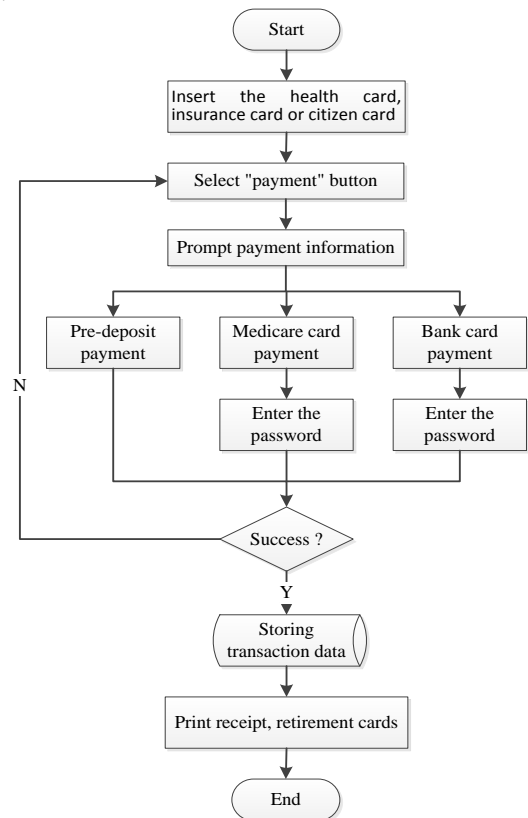 Start
Insert the health card,
insurance card or citizen card
Select "payment" button
Prompt payment information
Pre-deposit
payment
Medicare card
payment
Bank card
payment
N
Enter the
password
Enter the
password
Success ?
Y
Storing
transaction data
Print receipt, retirement cards
End